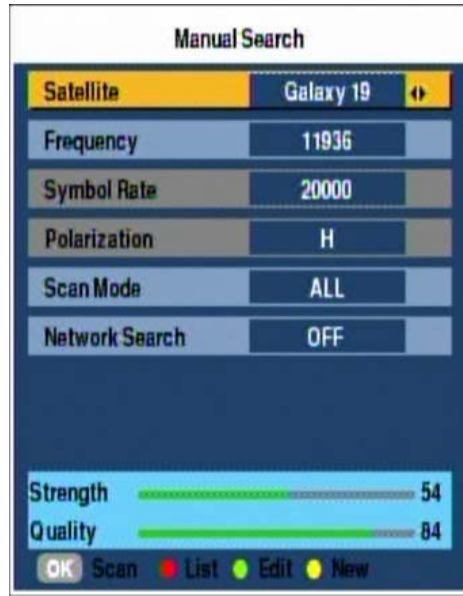 Manual Search
Satellite Galaxy 19
Frequency 11936
Symbol Rate 20000
Polarization H
Scan Mode ALL
Network Search OFF
Strength 54
Quality 84
OK Scan List Edit New